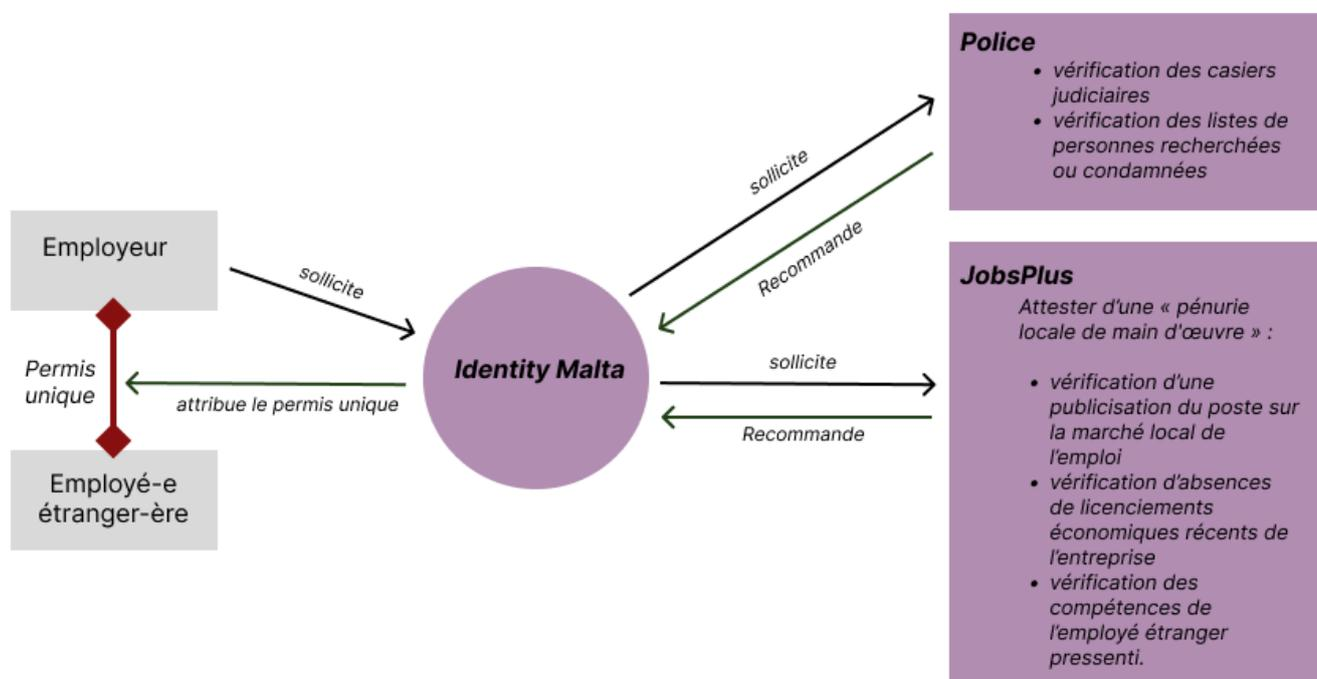 Police
• vérification des casiers
judiciaires
• vérification des listes de
personnes recherchées
ou condamnées
sollicite
Recommande
Employeur
sollicite
JobsPlus
Attester d'une « pénurie
locale de main d'œuvre » :
• vérification d'une
publicisation du poste sur
la marché local de
l'emploi
• vérification d'absences
de licenciements
économiques récents de
l'entreprise
• vérification des
compétences de
l'employé étranger
pressenti.
Identity Malta
sollicite
Recommande
Permis
unique
attribue le permis unique
Employé-e
étranger-ère